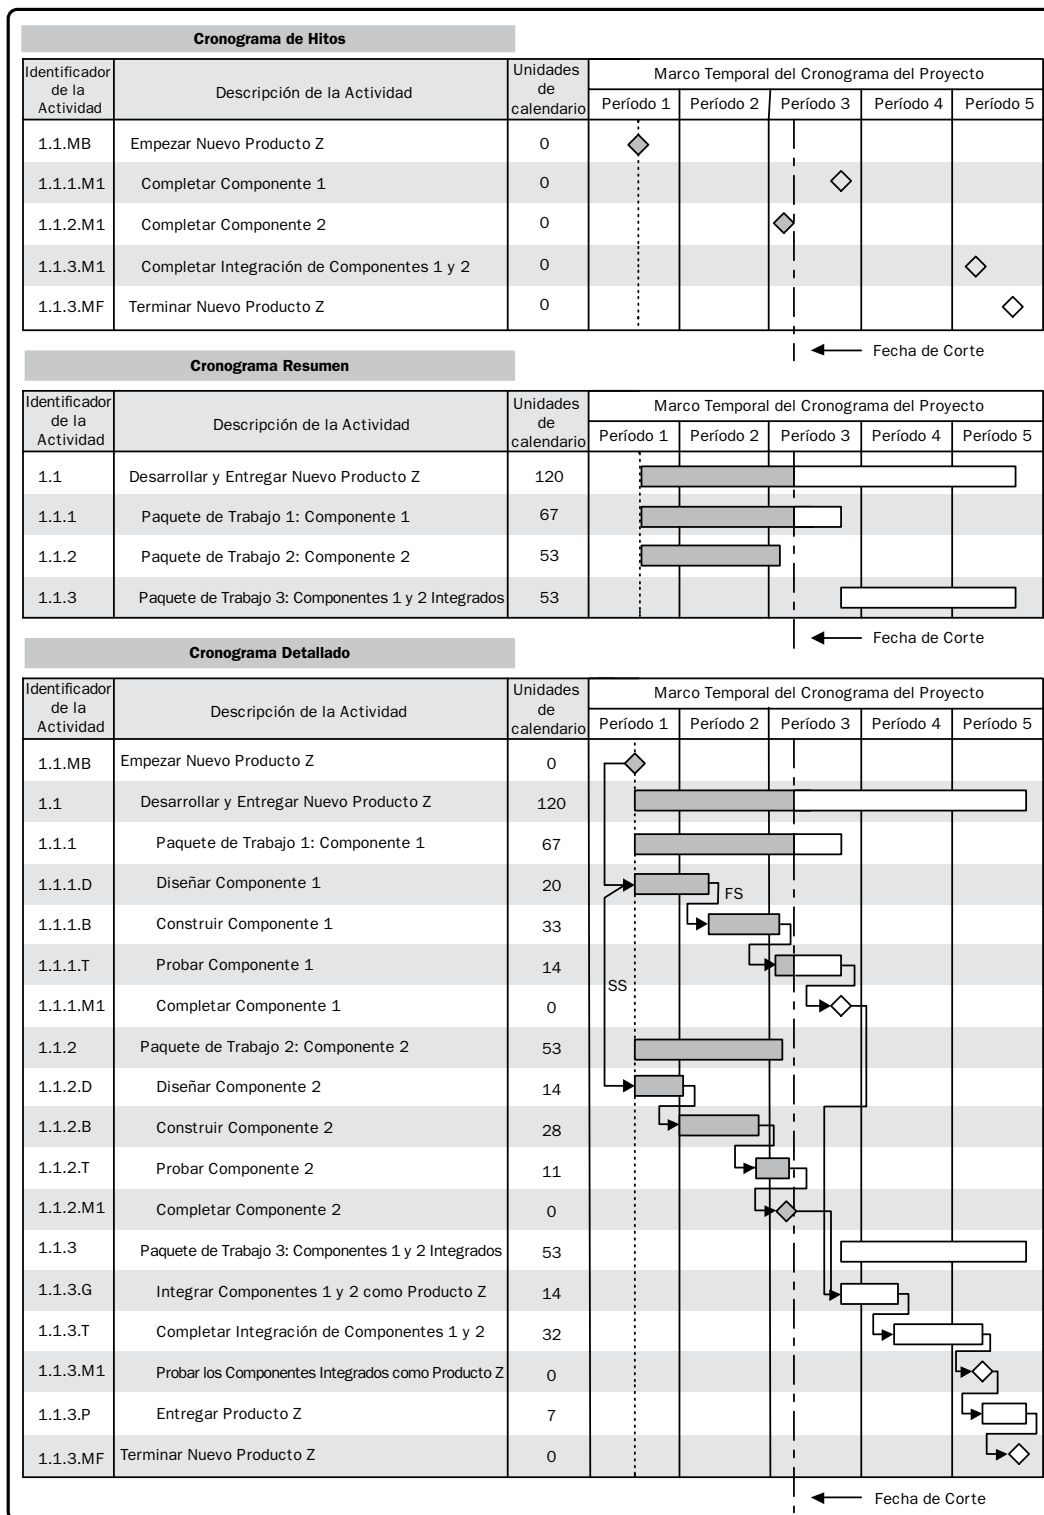 Cronograma de Hitos
Identificador de la Actividad
Descripción de la Actividad
Unidades de calendario
Marco Temporal del Cronograma del Proyecto
Período 1 Período 2 Período 3 Período 4 Período 5
1.1.MB Empezar Nuevo Producto Z 0
1.1.1.M1 Completar Componente 1 0
1.1.2.M1 Completar Componente 2 0
1.1.3.M1 Completar Integración de Componentes 1 y 2 0
1.1.3.MF Terminar Nuevo Producto Z 0
Fecha de Corte
Cronograma Resumen
Identificador de la Actividad
Descripción de la Actividad
Unidades de calendario
Marco Temporal del Cronograma del Proyecto
Período 1 Período 2 Período 3 Período 4 Período 5
1.1 Desarrollar y Entregar Nuevo Producto Z 120
1.1.1 Paquete de Trabajo 1: Componente 1 67
1.1.2 Paquete de Trabajo 2: Componente 2 53
1.1.3 Paquete de Trabajo 3: Componentes 1 y 2 Integrados 53
Fecha de Corte
Cronograma Detallado
Identificador de la Actividad
Descripción de la Actividad
Unidades de calendario
Marco Temporal del Cronograma del Proyecto
Período 1 Período 2 Período 3 Período 4 Período 5
1.1.MB Empezar Nuevo Producto Z 0
1.1 Desarrollar y Entregar Nuevo Producto Z 120
1.1.1 Paquete de Trabajo 1: Componente 1 67
1.1.1.D Diseñar Componente 1 20 FS
1.1.1.B Construir Componente 1 33
1.1.1.T Probar Componente 1 14
SS
1.1.1.M1 Completar Componente 1 0
1.1.2 Paquete de Trabajo 2: Componente 2 53
1.1.2.D Diseñar Componente 2 14
1.1.2.B Construir Componente 2 28
1.1.2.T Probar Componente 2 11
1.1.2.M1 Completar Componente 2 0
1.1.3 Paquete de Trabajo 3: Componentes 1 y 2 Integrados 53
1.1.3.G Integrar Componentes 1 y 2 como Producto Z 14
1.1.3.T Completar Integración de Componentes 1 y 2 32
1.1.3.M1 Probar los Componentes Integrados como Producto Z 0
1.1.3.P Entregar Producto Z 7
1.1.3.MF Terminar Nuevo Producto Z 0
Fecha de Corte